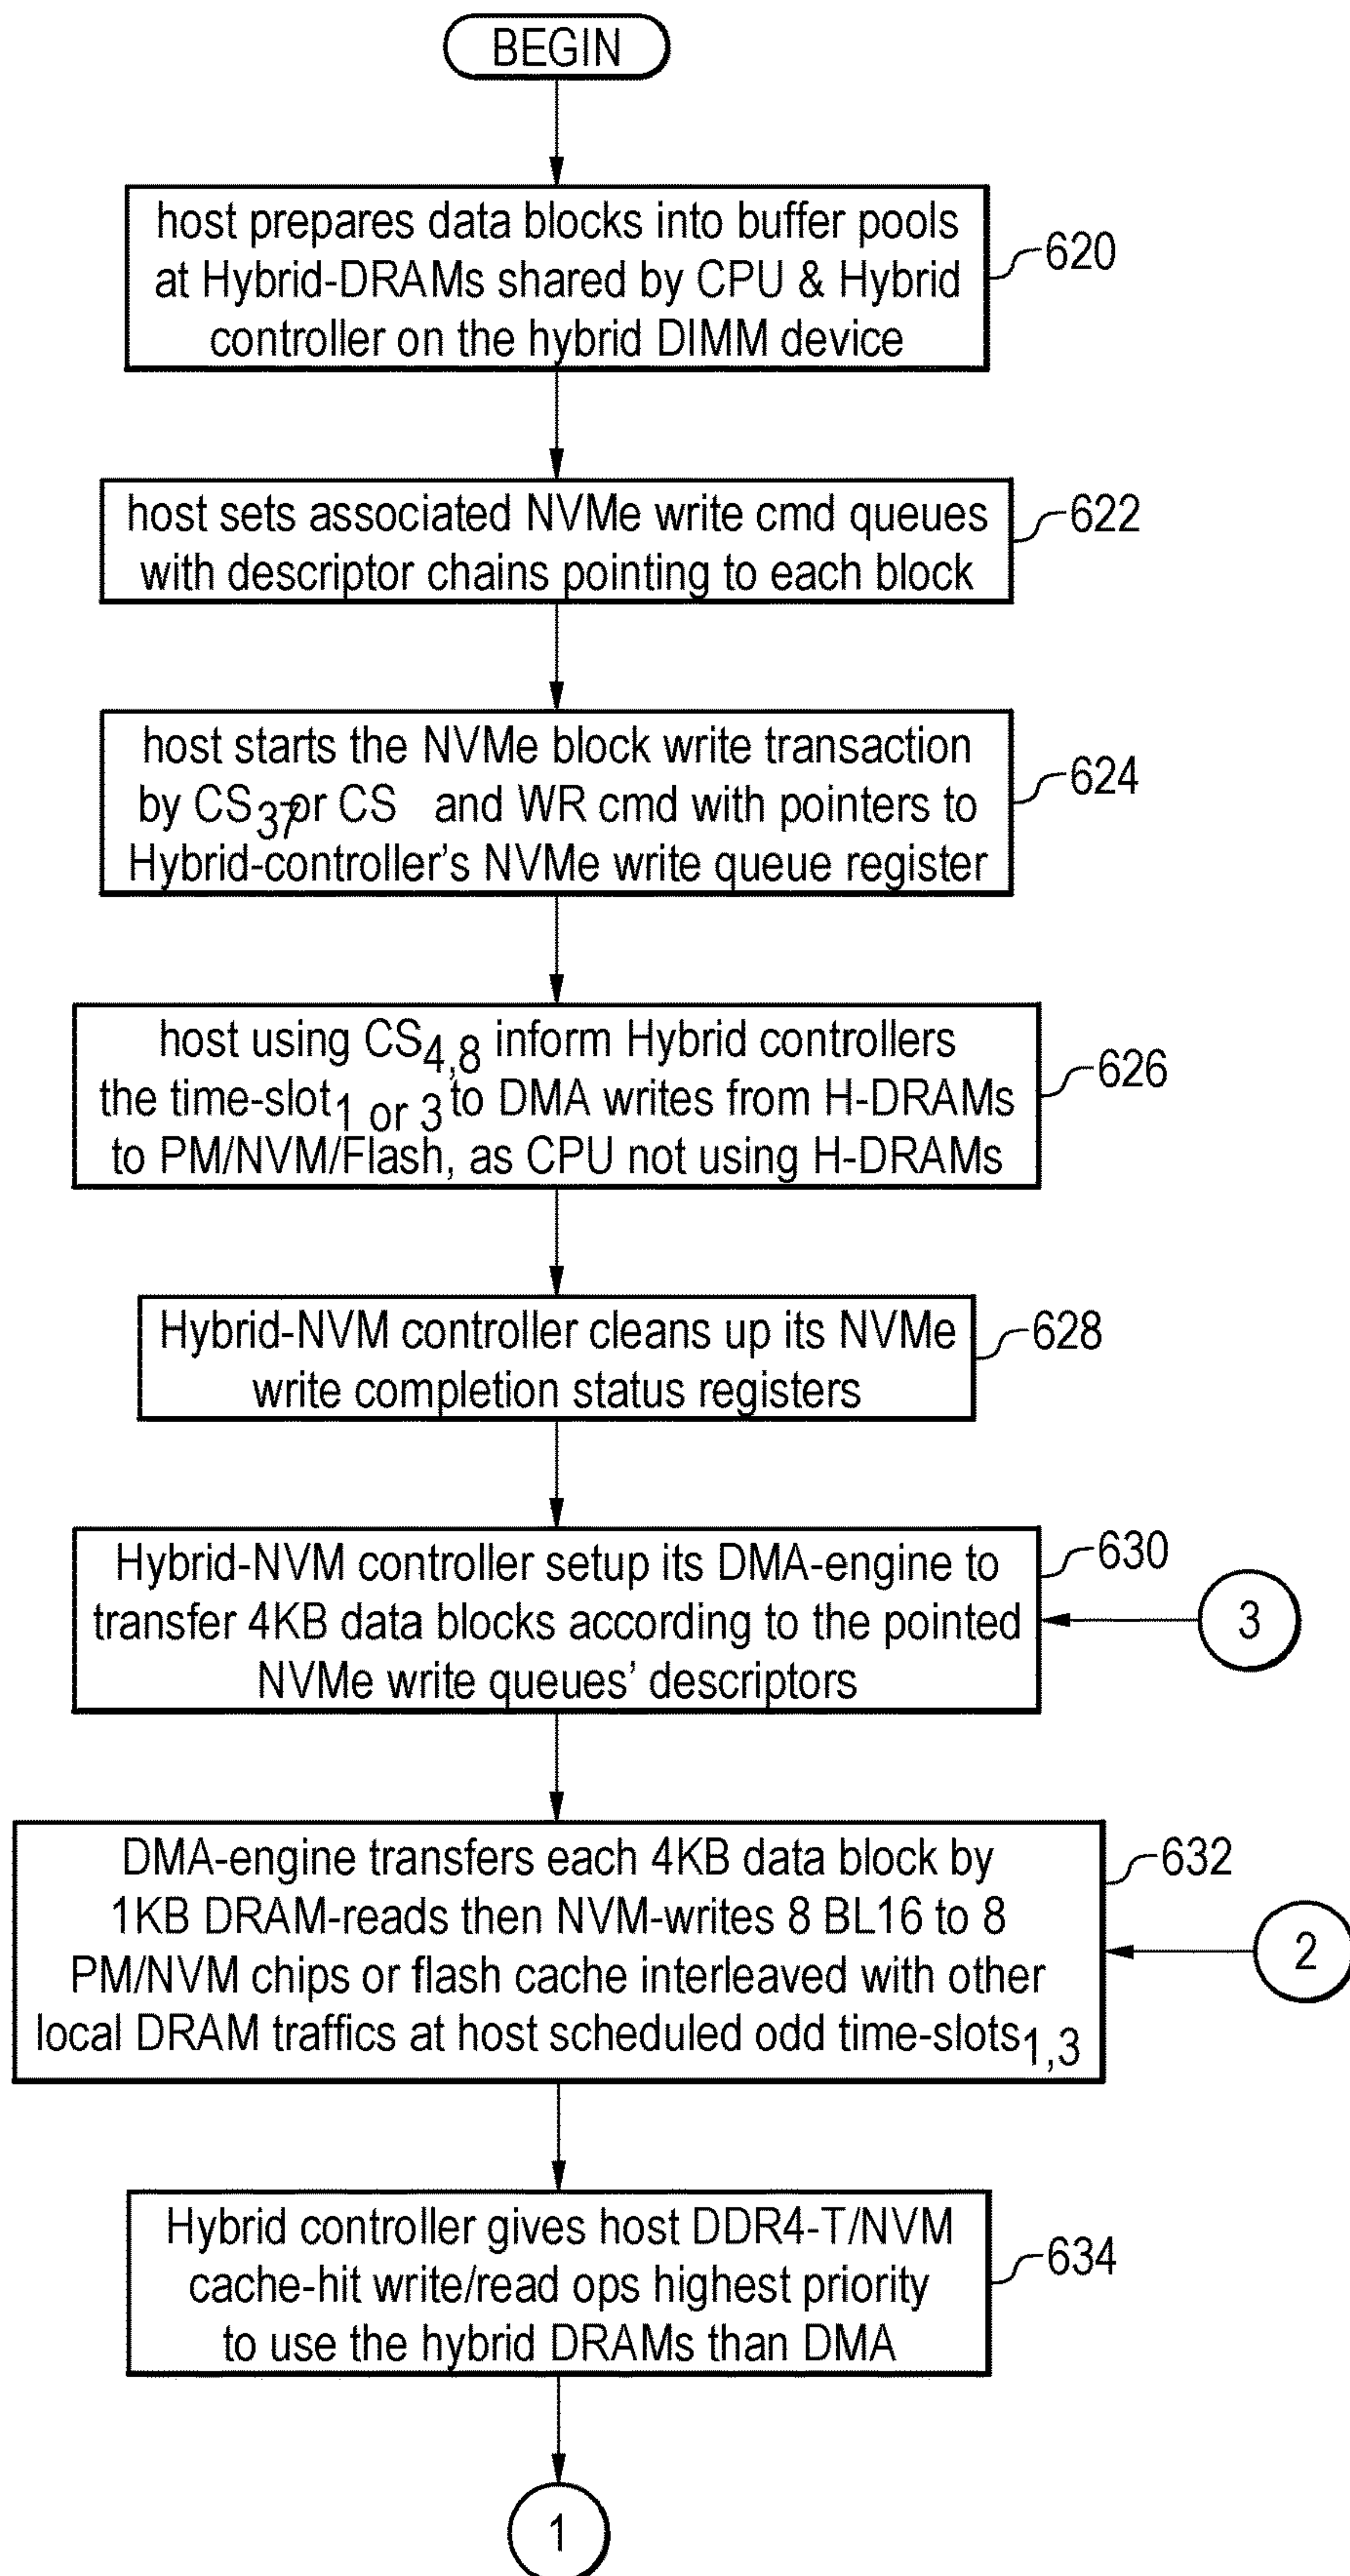 BEGIN
host prepares data blocks into buffer pools
at Hybrid-DRAMs shared by CPU & Hybrid
controller on the hybrid DIMM device
620
host sets associated NVMe write cmd queues
with descriptor chains pointing to each block
622
host starts the NVMe block write transaction
by CS37or CS and WR cmd with pointers to
Hybrid-controller's NVMe write queue register
624
host using CS4,8 inform Hybrid controllers
the time-slot1 or 3 to DMA writes from H-DRAMs
to PM/NVM/Flash, as CPU not using H-DRAMs
626
Hybrid-NVM controller cleans up its NVMe
write completion status registers
628
Hybrid-NVM controller setup its DMA-engine to
transfer 4KB data blocks according to the pointed
NVMe write queues' descriptors
630
3
DMA-engine transfers each 4KB data block by
1KB DRAM-reads then NVM-writes 8 BL16 to 8
PM/NVM chips or flash cache interleaved with other
local DRAM traffics at host scheduled odd time-slots1,3
632
2
Hybrid controller gives host DDR4-T/NVM
cache-hit write/read ops highest priority
to use the hybrid DRAMs than DMA
634
1